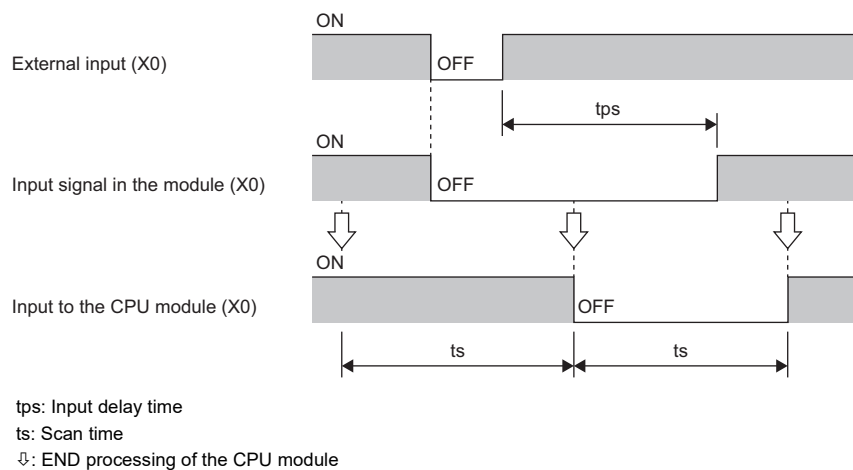 ON
External input (X0)
OFF
tps
ON
Input signal in the module (X0)
OFF
ON
Input to the CPU module (X0)
OFF
ts
ts
tps: Input delay time
ts: Scan time
⇩: END processing of the CPU module